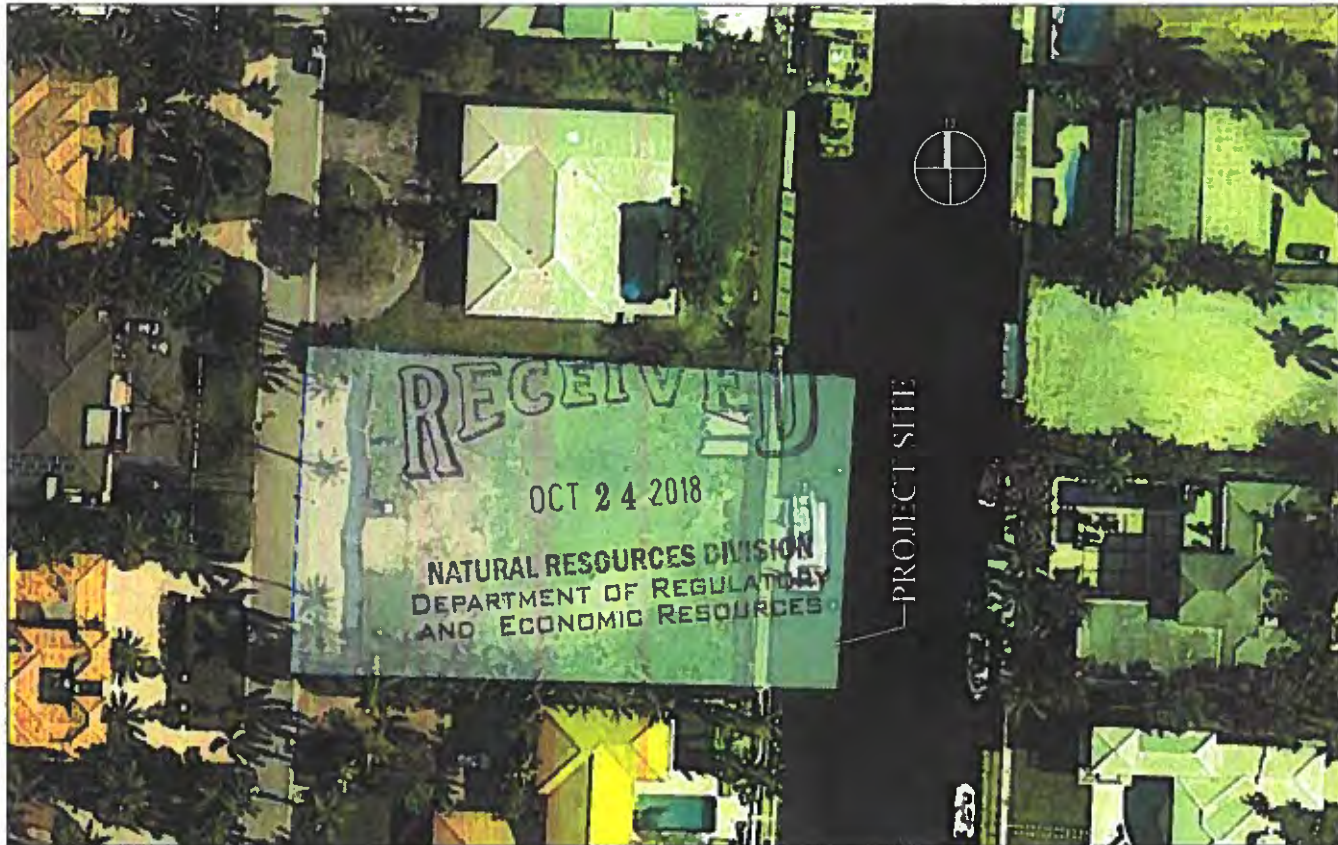 N
PROJECT SITE
RECEIVED
OCT 24 2018
NATURAL RESOURCES DIVISION
DEPARTMENT OF REGULATORY
AND ECONOMIC RESOURCES